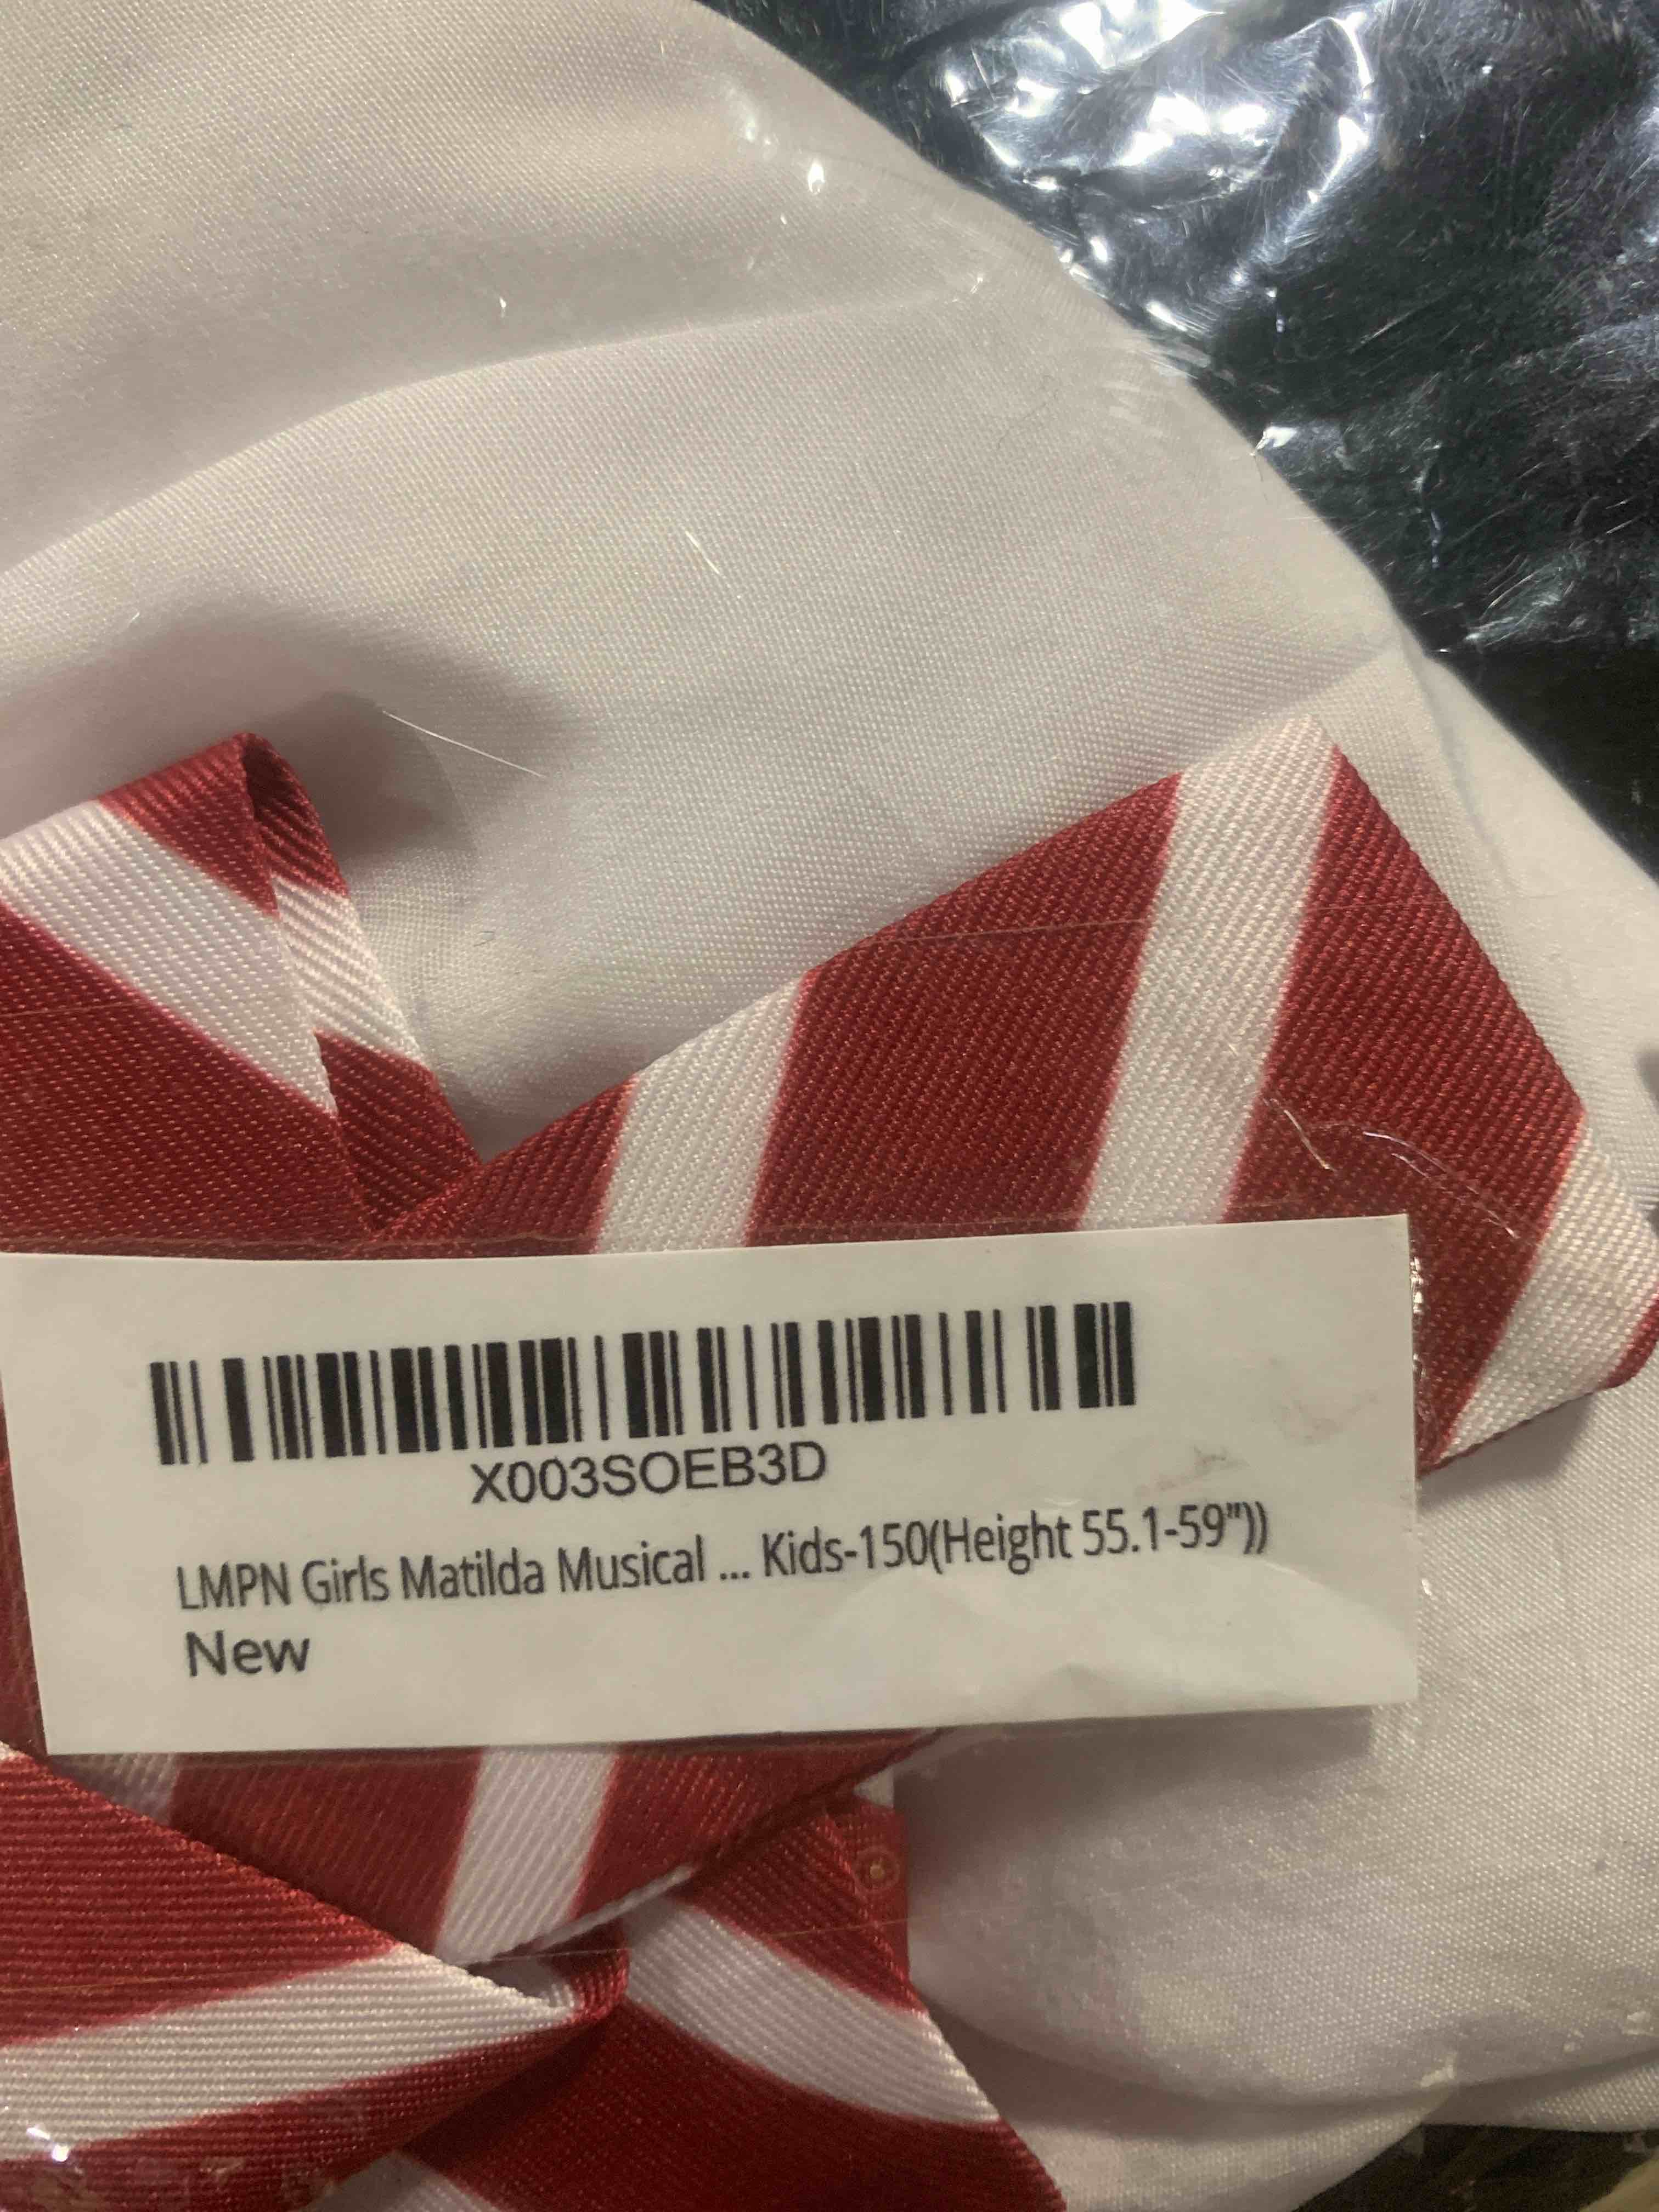 X003SOEB3D
LMPN Girls Matilda Musical ... Kids-150(Height 55.1-59"))
New